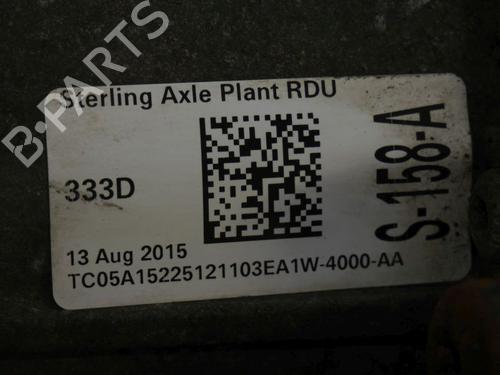 B-PARTS
Sterling Axle Plant RDU
333D
S-158-A
13 Aug 2015
TC05A15225121103EA1W-4000-AA